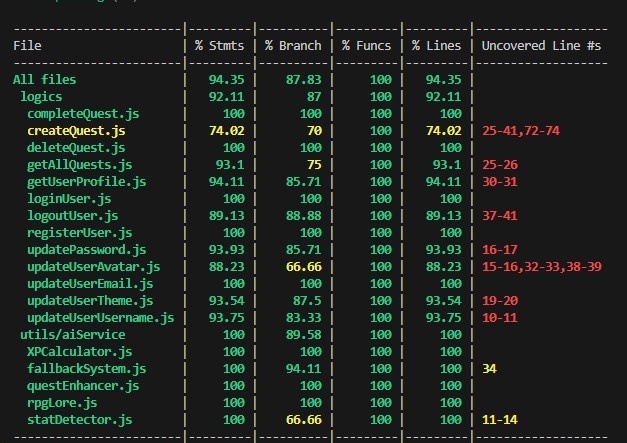 File | % Stmts | % Branch | % Funcs | % Lines | Uncovered Line #s
All files | 94.35 | 87.83 | 100 | 94.35 |
logics | 92.11 | 87 | 100 | 92.11 |
completeQuest.js | 100 | 100 | 100 | 100 |
createQuest.js | 74.02 | 70 | 100 | 74.02 | 25-41,72-74
deleteQuest.js | 100 | 100 | 100 | 100 |
getAllQuests.js | 93.1 | 75 | 100 | 93.1 | 25-26
getUserProfile.js | 94.11 | 85.71 | 100 | 94.11 | 30-31
loginUser.js | 100 | 100 | 100 | 100 |
logoutUser.js | 89.13 | 88.88 | 100 | 89.13 | 37-41
registerUser.js | 100 | 100 | 100 | 100 |
updatePassword.js | 93.93 | 85.71 | 100 | 93.93 | 16-17
updateUserAvatar.js | 88.23 | 66.66 | 100 | 88.23 | 15-16,32-33,38-39
updateUserEmail.js | 100 | 100 | 100 | 100 |
updateUserTheme.js | 93.54 | 87.5 | 100 | 93.54 | 19-20
updateUserUsername.js | 93.75 | 83.33 | 100 | 93.75 | 10-11
utils/aiService | 100 | 89.58 | 100 | 100 |
XPCalculator.js | 100 | 100 | 100 | 100 |
fallbackSystem.js | 100 | 94.11 | 100 | 100 | 34
questEnhancer.js | 100 | 100 | 100 | 100 |
rpgLore.js | 100 | 100 | 100 | 100 |
statDetector.js | 100 | 66.66 | 100 | 100 | 11-14